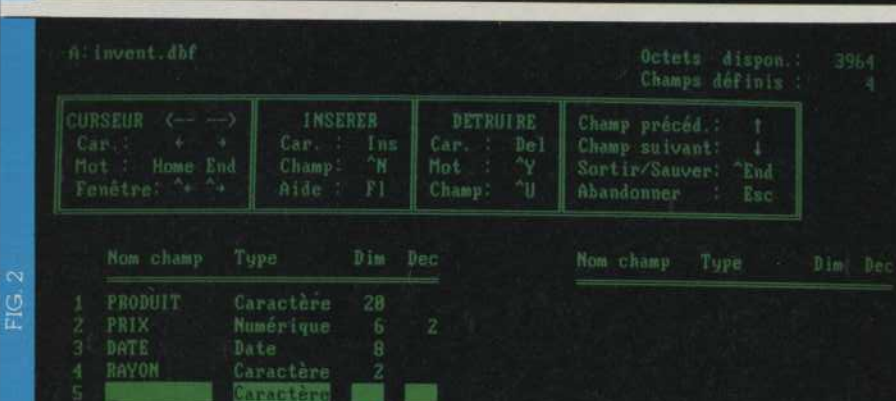 A:invent.dbf
Octets dispon.: 3964
Champs définis : 4
CURSEUR <-- --> INSERER DETRUIRE Champ précéd.: ↑
Car.: ← → Car. : Ins Car. : Del Champ suivant: ↓
Mot : Home End Champ: ^N Mot : ^Y Sortir/Sauver: ^End
Fenêtre: ^← ^→ Aide : F1 Champ: ^U Abandonner : Esc
Nom champ Type Dim Dec Nom champ Type Dim Dec
1 PRODUIT Caractère 20
2 PRIX Numérique 6 2
3 DATE Date 8
4 RAYON Caractère 2
5 Caractère
FIG. 2